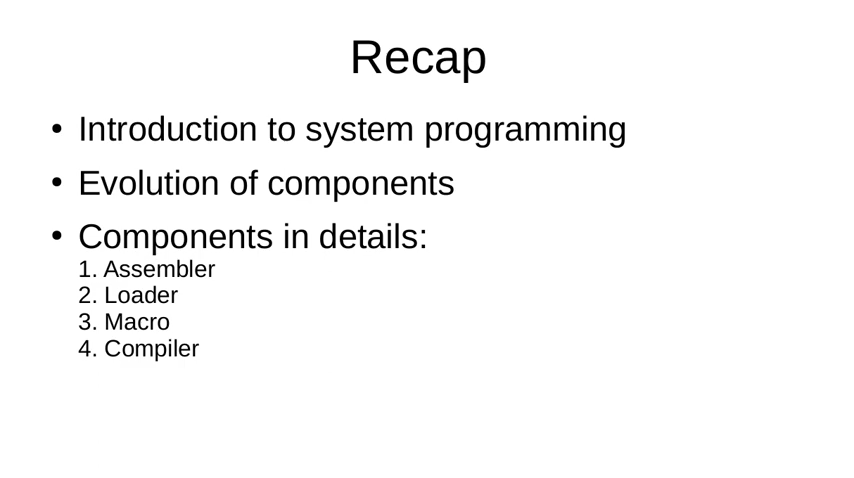 Recap
• Introduction to system programming
• Evolution of components
• Components in details:
1. Assembler
2. Loader
3. Macro
4. Compiler